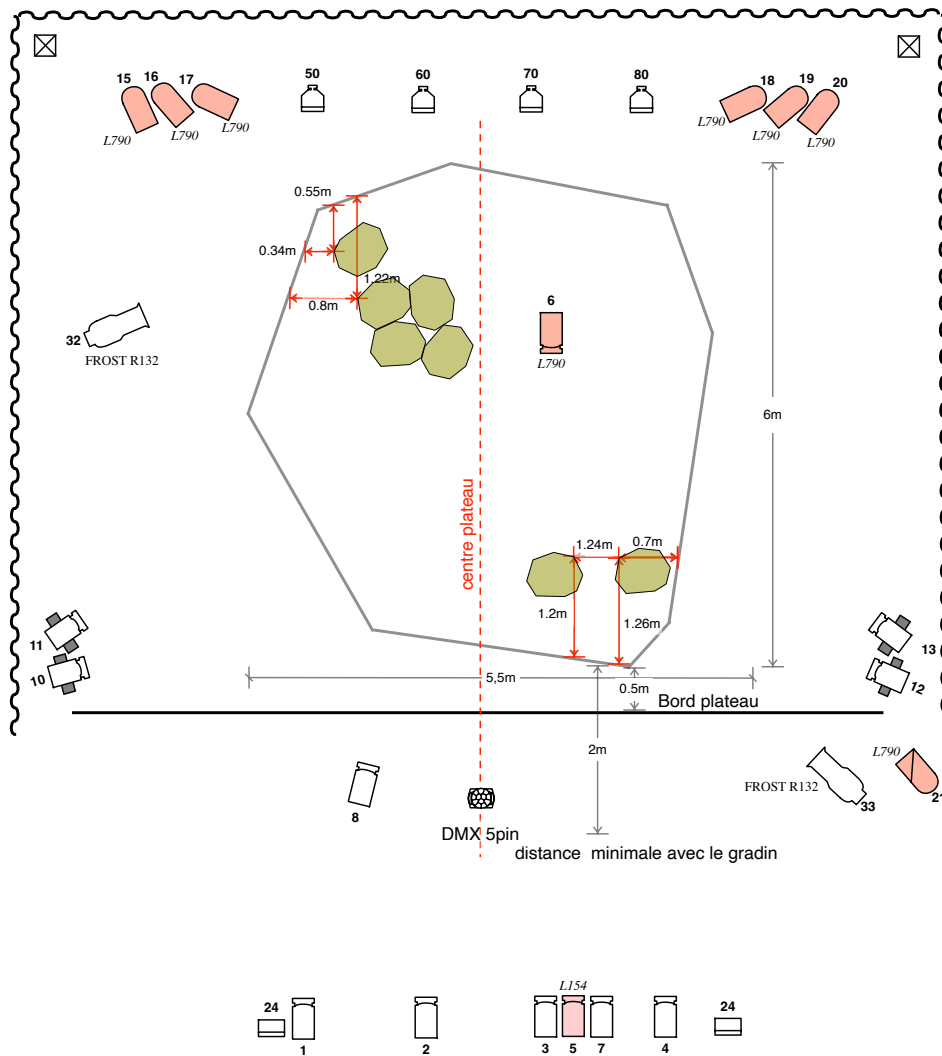 50
60
70
80
15
16
17
18
19
20
L790
L790
L790
L790
L790
L790
0.55m
0.34m
1.22m
0.8m
6
L790
32
FROST R132
6m
centre plateau
1.24m
0.7m
1.2m
1.26m
11
10
13
12
5,5m
0.5m
Bord plateau
2m
L790
FROST R132
33
21
8
DMX 5pin
distance minimale avec le gradin
L154
24
24
1
2
3
5
7
4